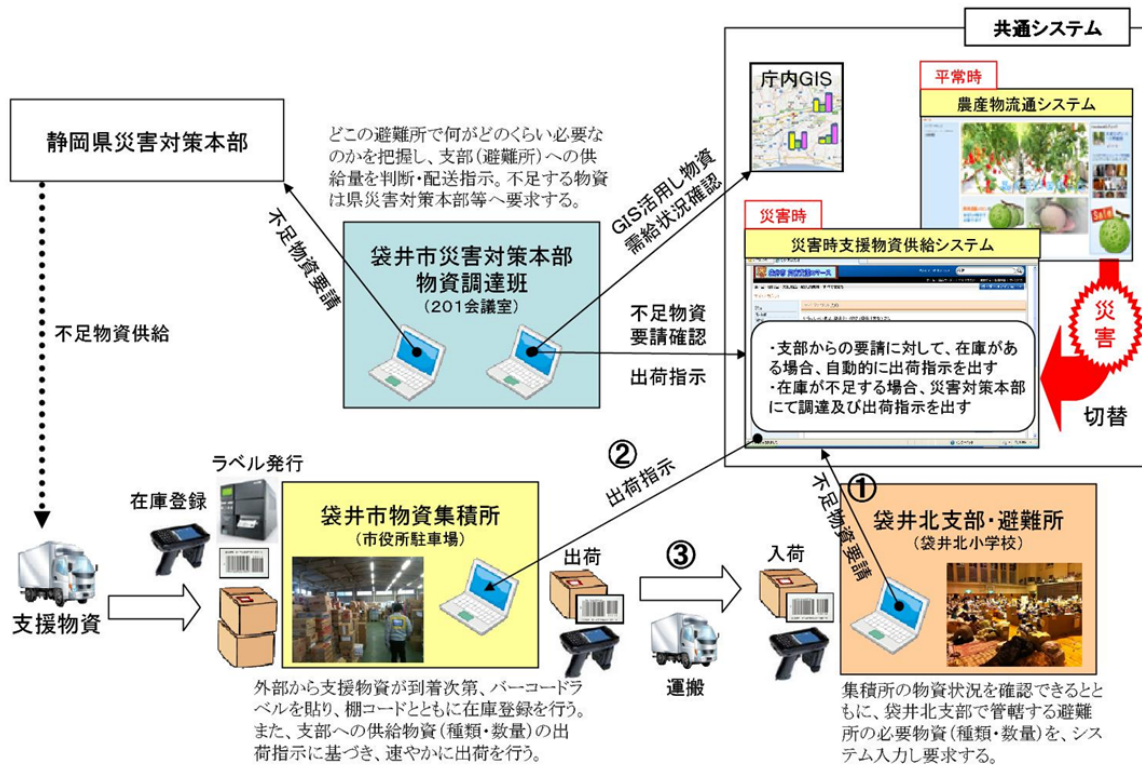 共通システム
庁内GIS
平常時
農産物流通システム
静岡県災害対策本部
どこの避難所で何がどのくらい必要な
のかを把握し、支部(避難所)への供
給量を判断・配送指示。不足する物資
は県災害対策本部等へ要求する。
GIS活用し物資
需給状況確認
災害時
災害時支援物資供給システム
Sale
不足物資要請
袋井市災害対策本部
物資調達班
(201会議室)
災害
不足物資供給
不足物資
要請確認
出荷指示
・支部からの要請に対して、在庫があ
る場合、自動的に出荷指示を出す
・在庫が不足する場合、災害対策本部
にて調達及び出荷指示を出す
切替
ラベル発行
在庫登録
②
出荷指示
①
不足物資要請
袋井市物資集積所
(市役所駐車場)
袋井北支部・避難所
(袋井北小学校)
出荷
③
入荷
支援物資
運搬
外部から支援物資が到着次第、バーコードラ
ベルを貼り、棚コードとともに在庫登録を行う。
また、支部への供給物資(種類・数量)の出
荷指示に基づき、速やかに出荷を行う。
集積所の物資状況を確認できるとと
もに、袋井北支部で管轄する避難
所の必要物資(種類・数量)を、シス
テム入力し要求する。